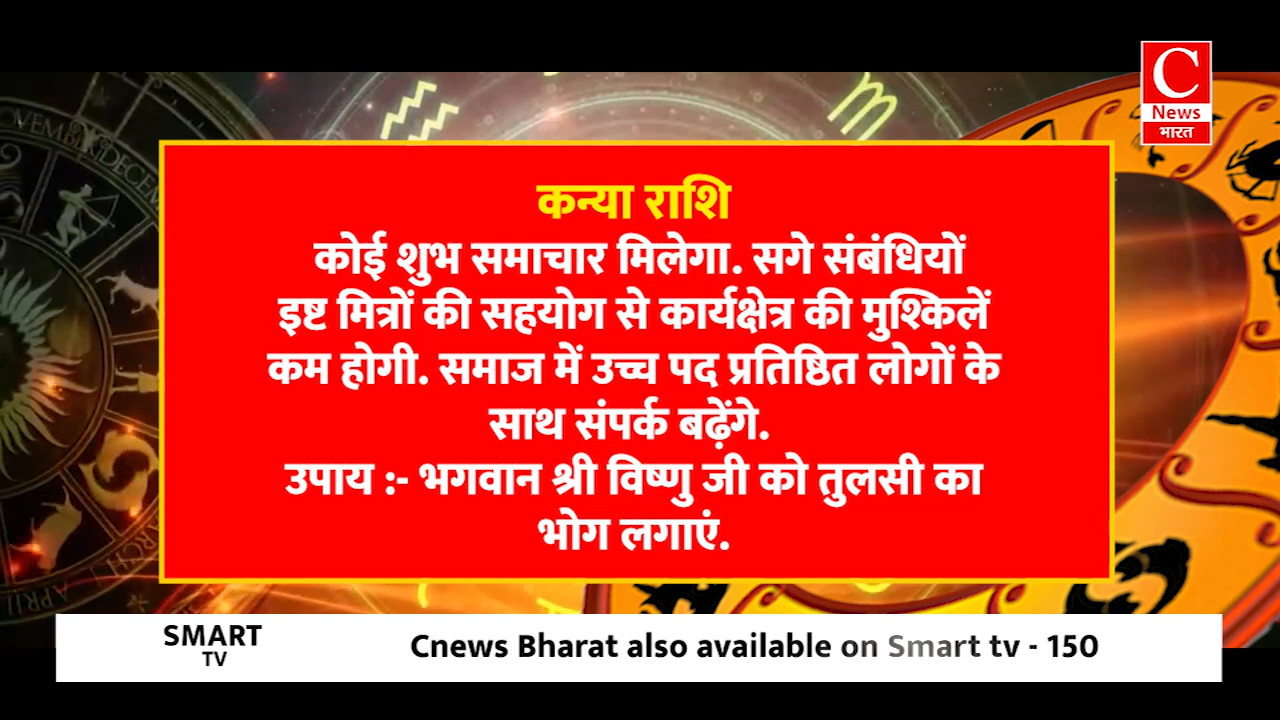 C
News
भारत
कन्या राशि
कोई शुभ समाचार मिलेगा. सगे संबंधियों
इष्ट मित्रों की सहयोग से कार्यक्षेत्र की मुश्किलें
कम होगी. समाज में उच्च पद प्रतिष्ठित लोगों के
साथ संपर्क बढ़ेंगे.
उपाय :- भगवान श्री विष्णु जी को तुलसी का
भोग लगाएं.
SMART
TV
Cnews Bharat also available on Smart tv - 150